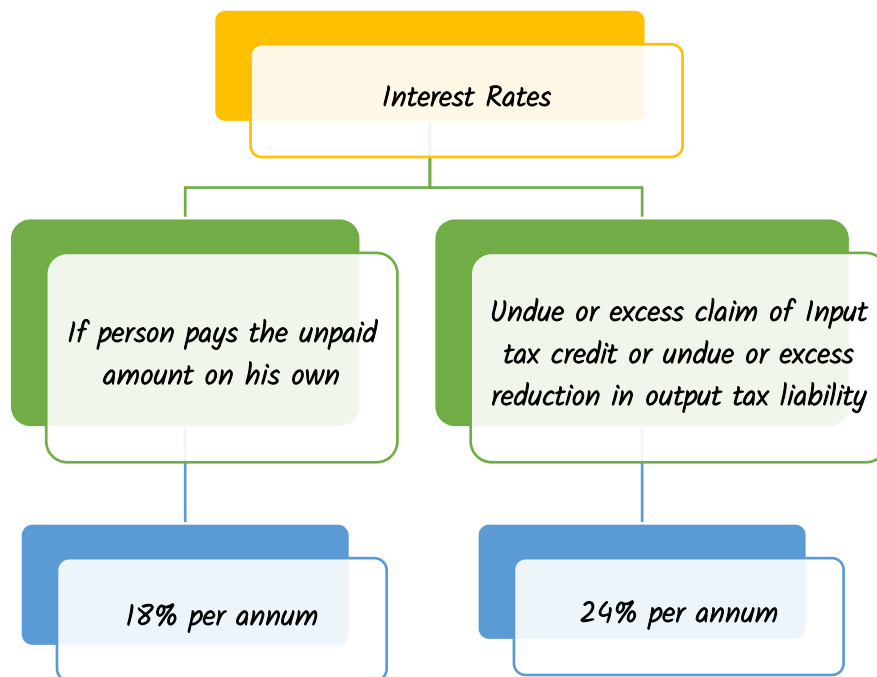 Interest Rates
If person pays the unpaid
amount on his own
Undue or excess claim of Input
tax credit or undue or excess
reduction in output tax liability
18% per annum
24% per annum